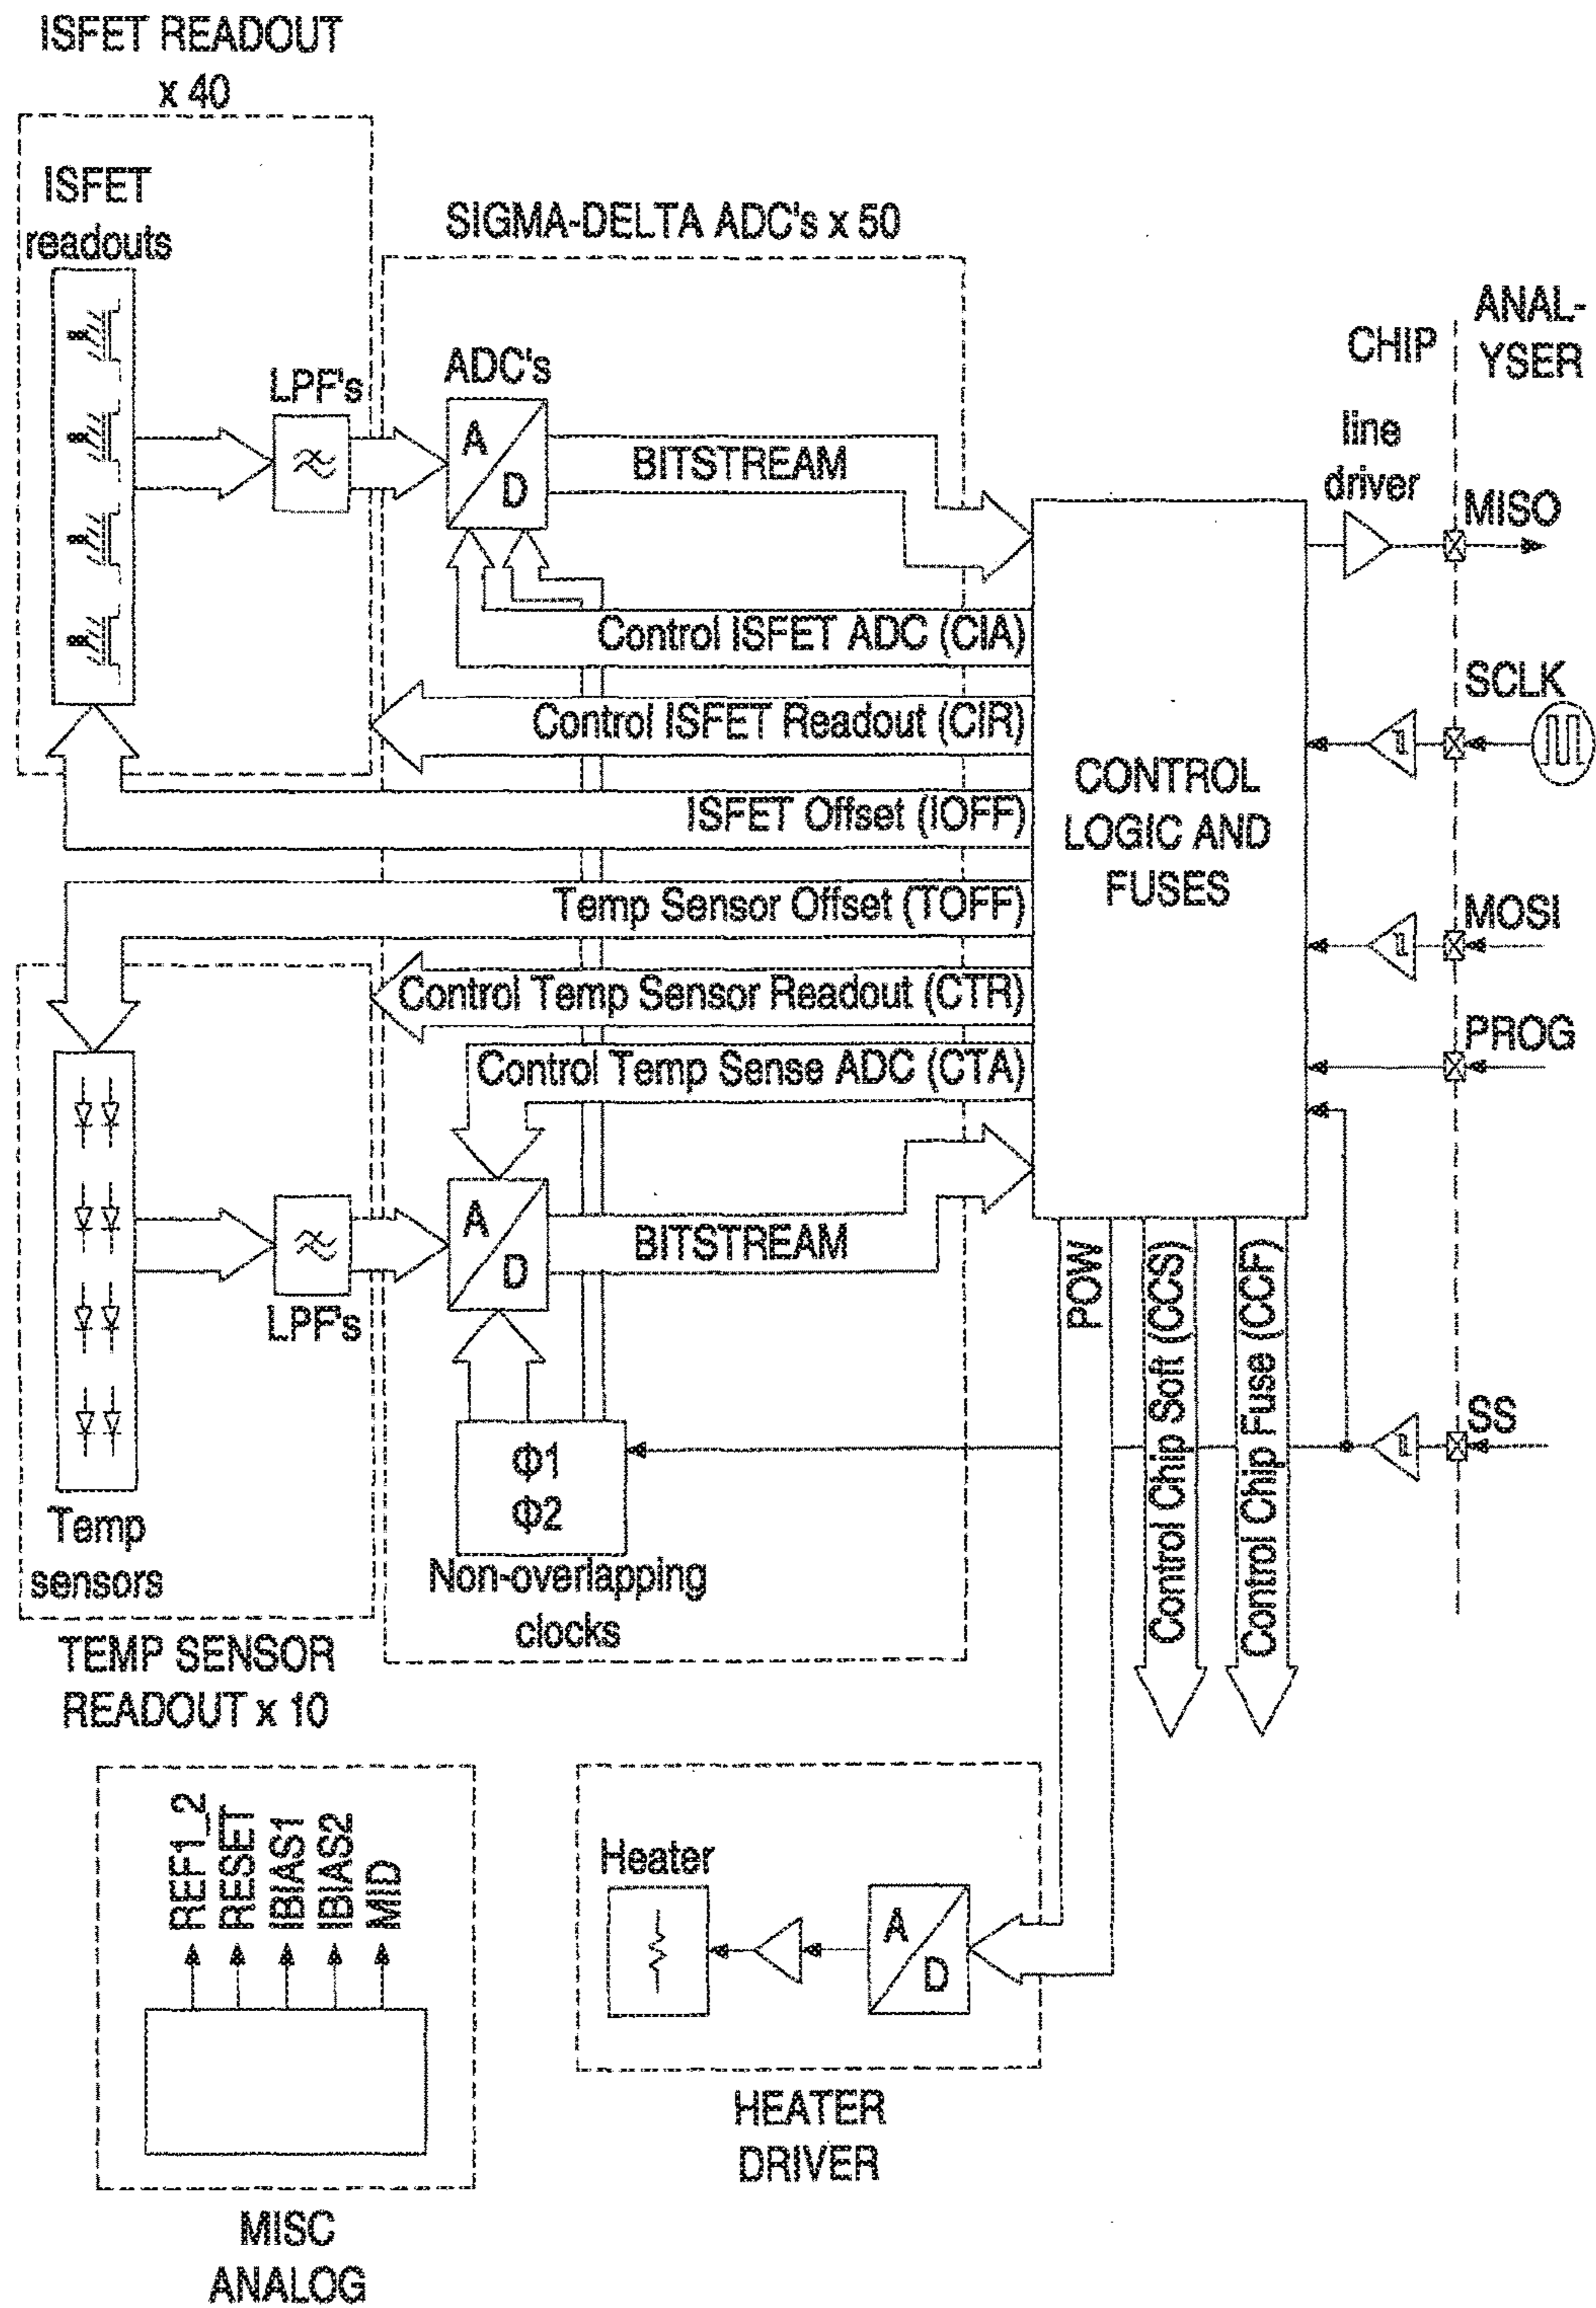 ISFET READOUT
x 40
ISFET
readouts
LPF's
SIGMA-DELTA ADC's x 50
ADC's
A
D
BITSTREAM
Control ISFET ADC (CIA)
Control ISFET Readout (CIR)
ISFET Offset (IOFF)
Temp Sensor Offset (TOFF)
Control Temp Sensor Readout (CTR)
Control Temp Sense ADC (CTA)
CONTROL
LOGIC AND
FUSES
CHIP
ANAL-
YSER
line
driver
MISO
SCLK
MOSI
PROG
SS
A
D
BITSTREAM
LPF's
Temp
sensors
TEMP SENSOR
READOUT x 10
Φ1
Φ2
Non-overlapping
clocks
POW
Control Chip Soft (CCS)
Control Chip Fuse (CCF)
REF1_2
RESET
IBIAS1
IBIAS2
MID
MISC
ANALOG
Heater
A
D
HEATER
DRIVER